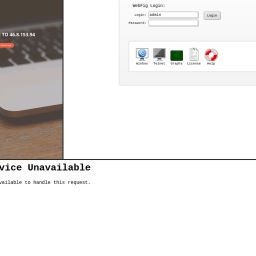 TO 46.8.153.94
WebFig Login:
Login: admin
Login
Password:
Winbox Telnet Graphs License Help
vice Unavailable
vailable to handle this request.